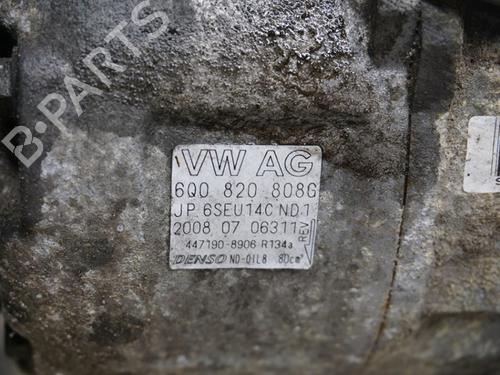 B-PARTS
VW AG
6Q0 820 808G
JP 6SEU14C ND1
2008 07 06311
REV
447190-8906 R134a
DENSO ND-OIL8 80cm³